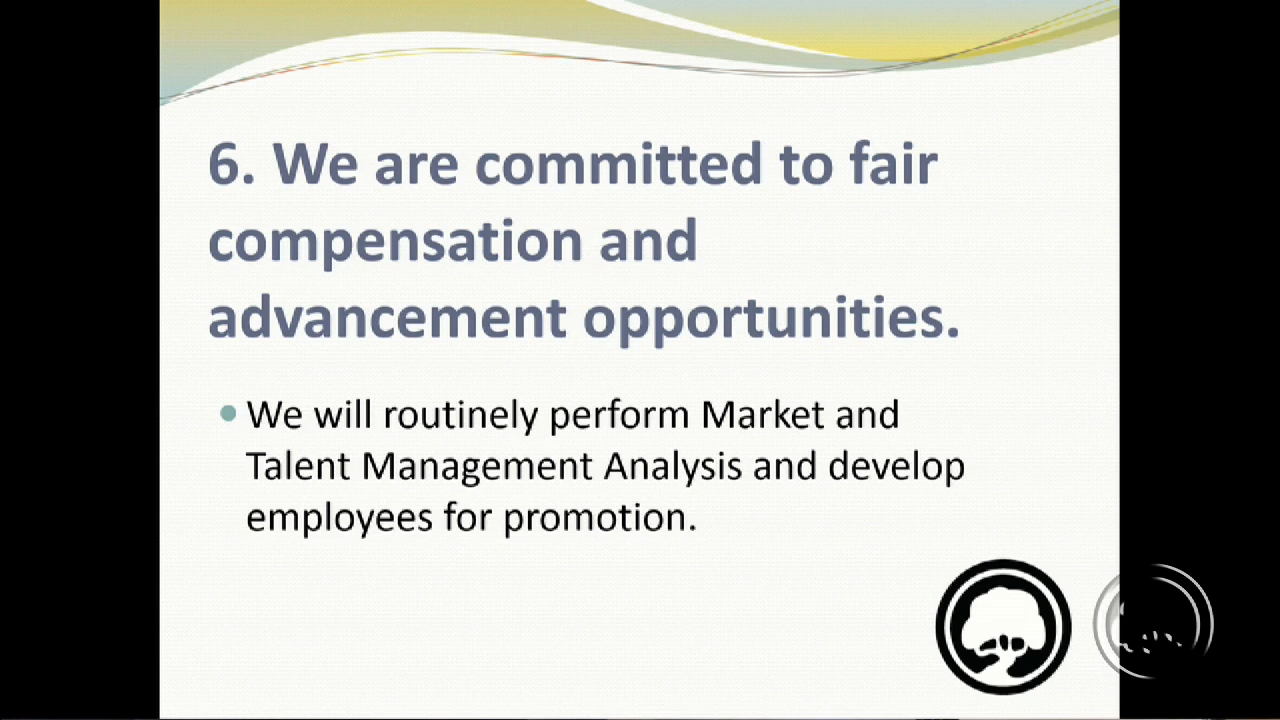 6. We are committed to fair
compensation and
advancement opportunities.
We will routinely perform Market and
Talent Management Analysis and develop
employees for promotion.